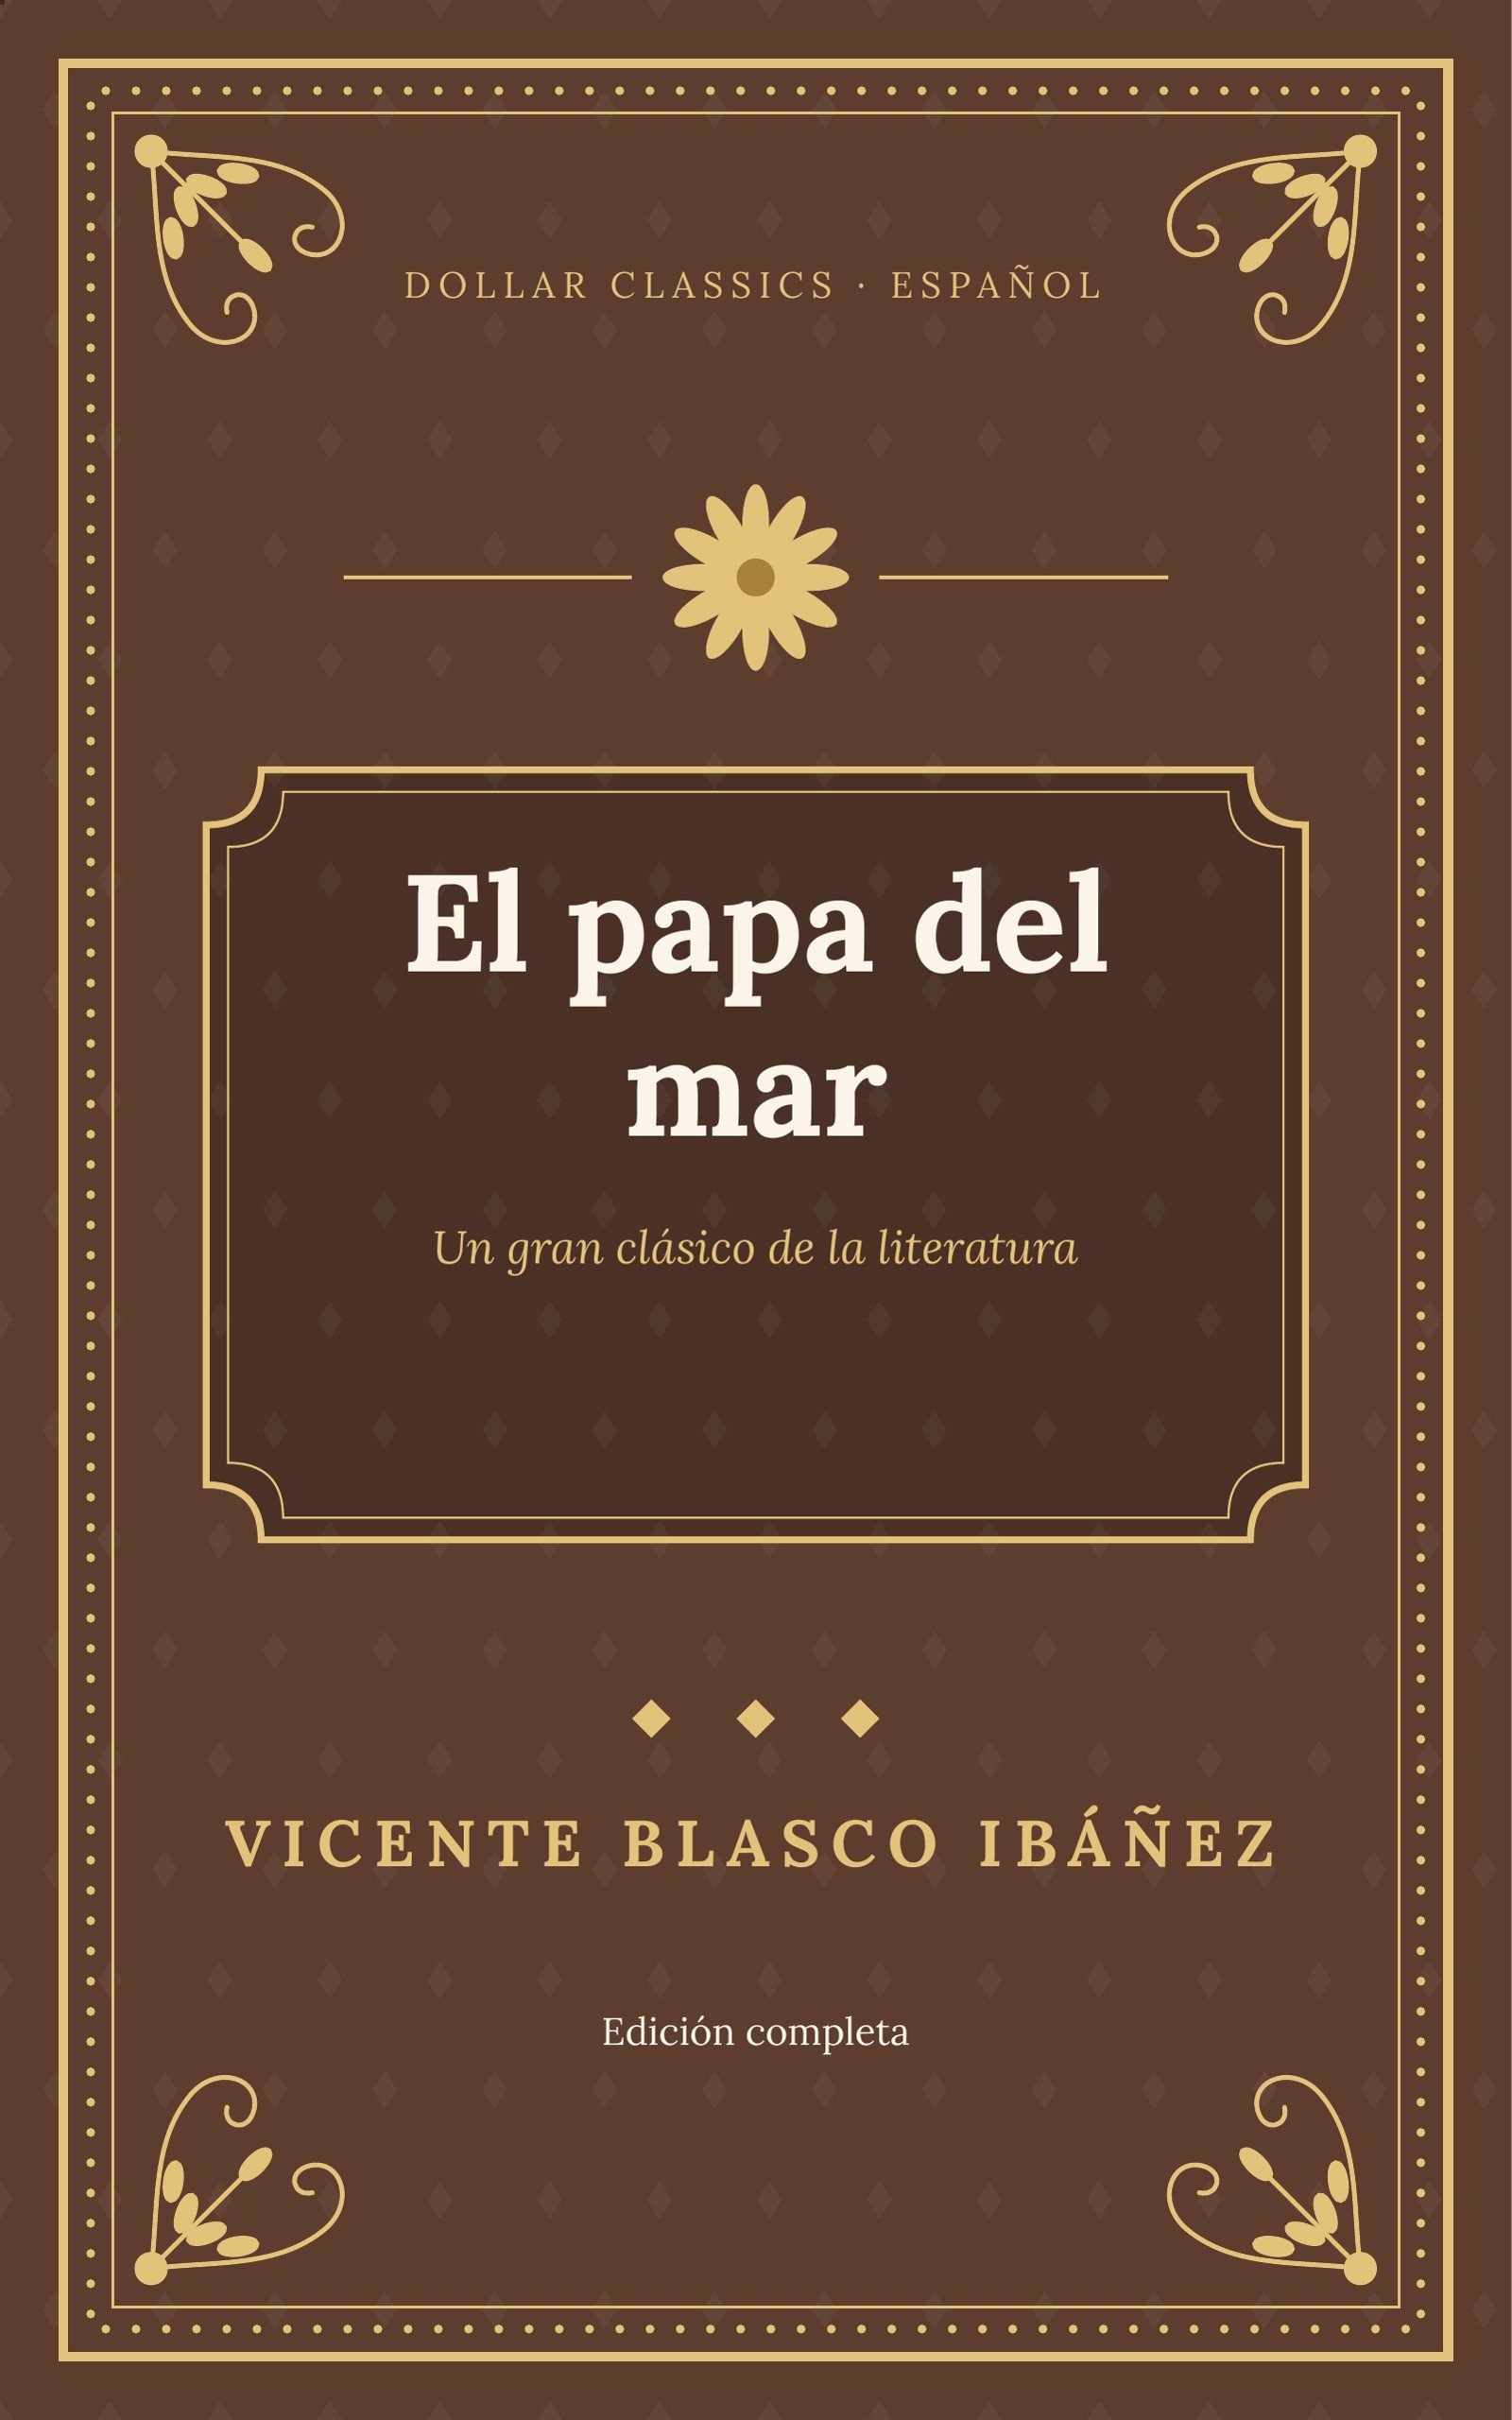 DOLLAR CLASSICS · ESPAÑOL
El papa del
mar
Un gran clásico de la literatura
VICENTE BLASCO IBÁÑEZ
Edición completa